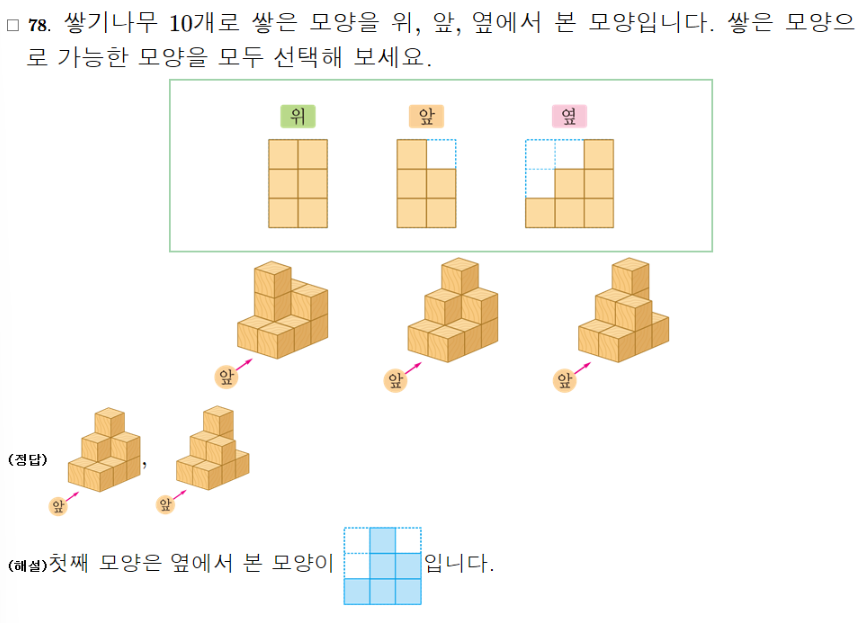 □ 78. 쌓기나무 10개로 쌓은 모양을 위, 앞, 옆에서 본 모양입니다. 쌓은 모양으
로 가능한 모양을 모두 선택해 보세요.
위 앞 옆
앞 앞 앞
(정답) ,
앞 앞
(해설)첫째 모양은 옆에서 본 모양이 입니다.